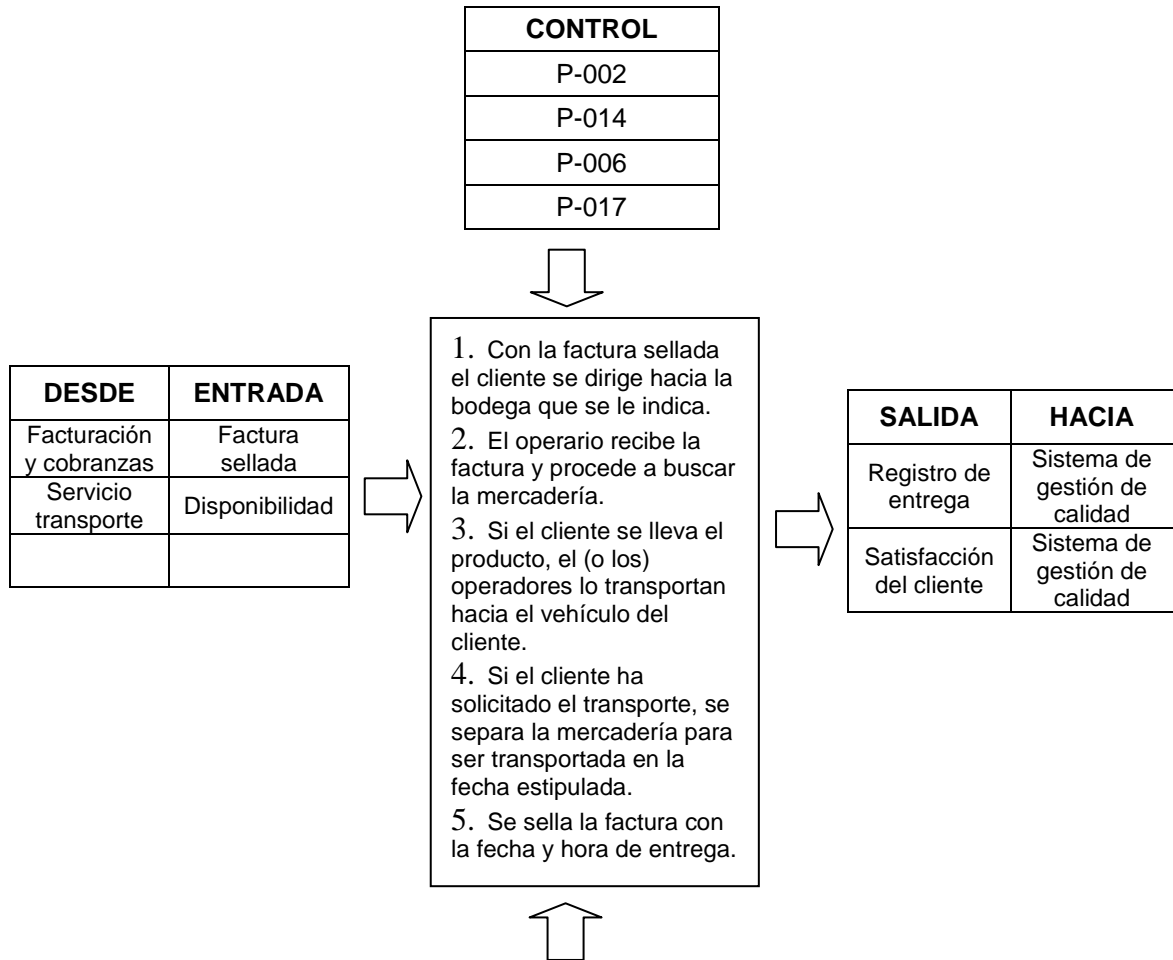 CONTROL
P-002
P-014
P-006
P-017
DESDE ENTRADA
Facturación Factura
y cobranzas sellada
Servicio
transporte Disponibilidad
1. Con la factura sellada
el cliente se dirige hacia la
bodega que se le indica.
2. El operario recibe la
factura y procede a buscar
la mercadería.
3. Si el cliente se lleva el
producto, el (o los)
operadores lo transportan
hacia el vehículo del
cliente.
4. Si el cliente ha
solicitado el transporte, se
separa la mercadería para
ser transportada en la
fecha estipulada.
5. Se sella la factura con
la fecha y hora de entrega.
SALIDA HACIA
Registro de
entrega
Sistema de
gestión de
calidad
Satisfacción
del cliente
Sistema de
gestión de
calidad